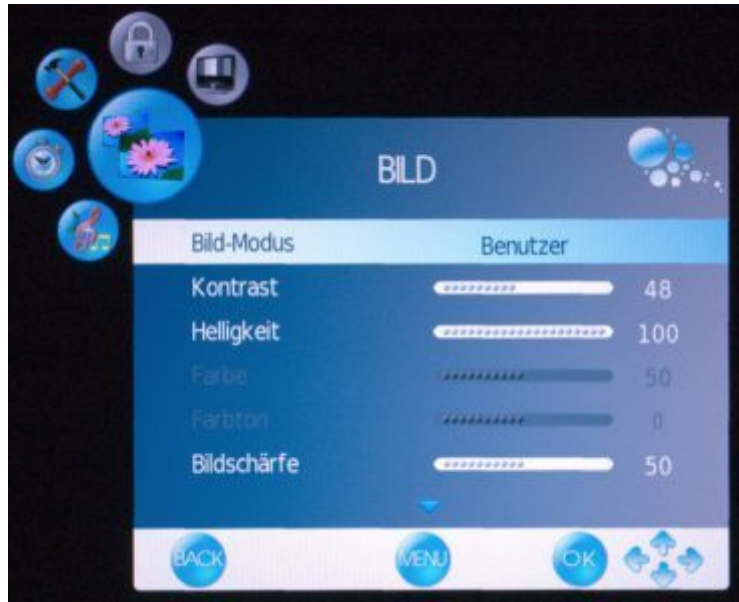 BILD
Bild-Modus Benutzer
Kontrast 48
Helligkeit 100
Farbe 50
Farbton 0
Bildschärfe 50
BACK MENU OK